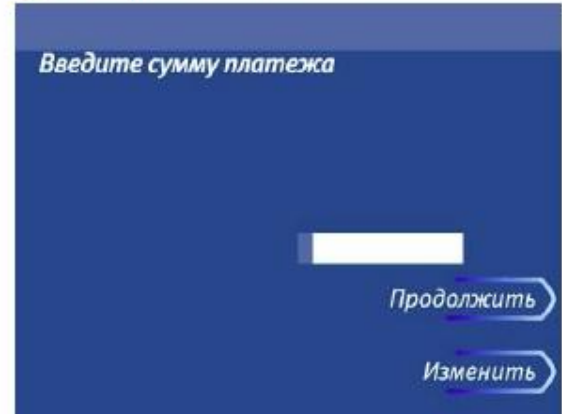 Введите сумму платежа
Продолжить
Изменить